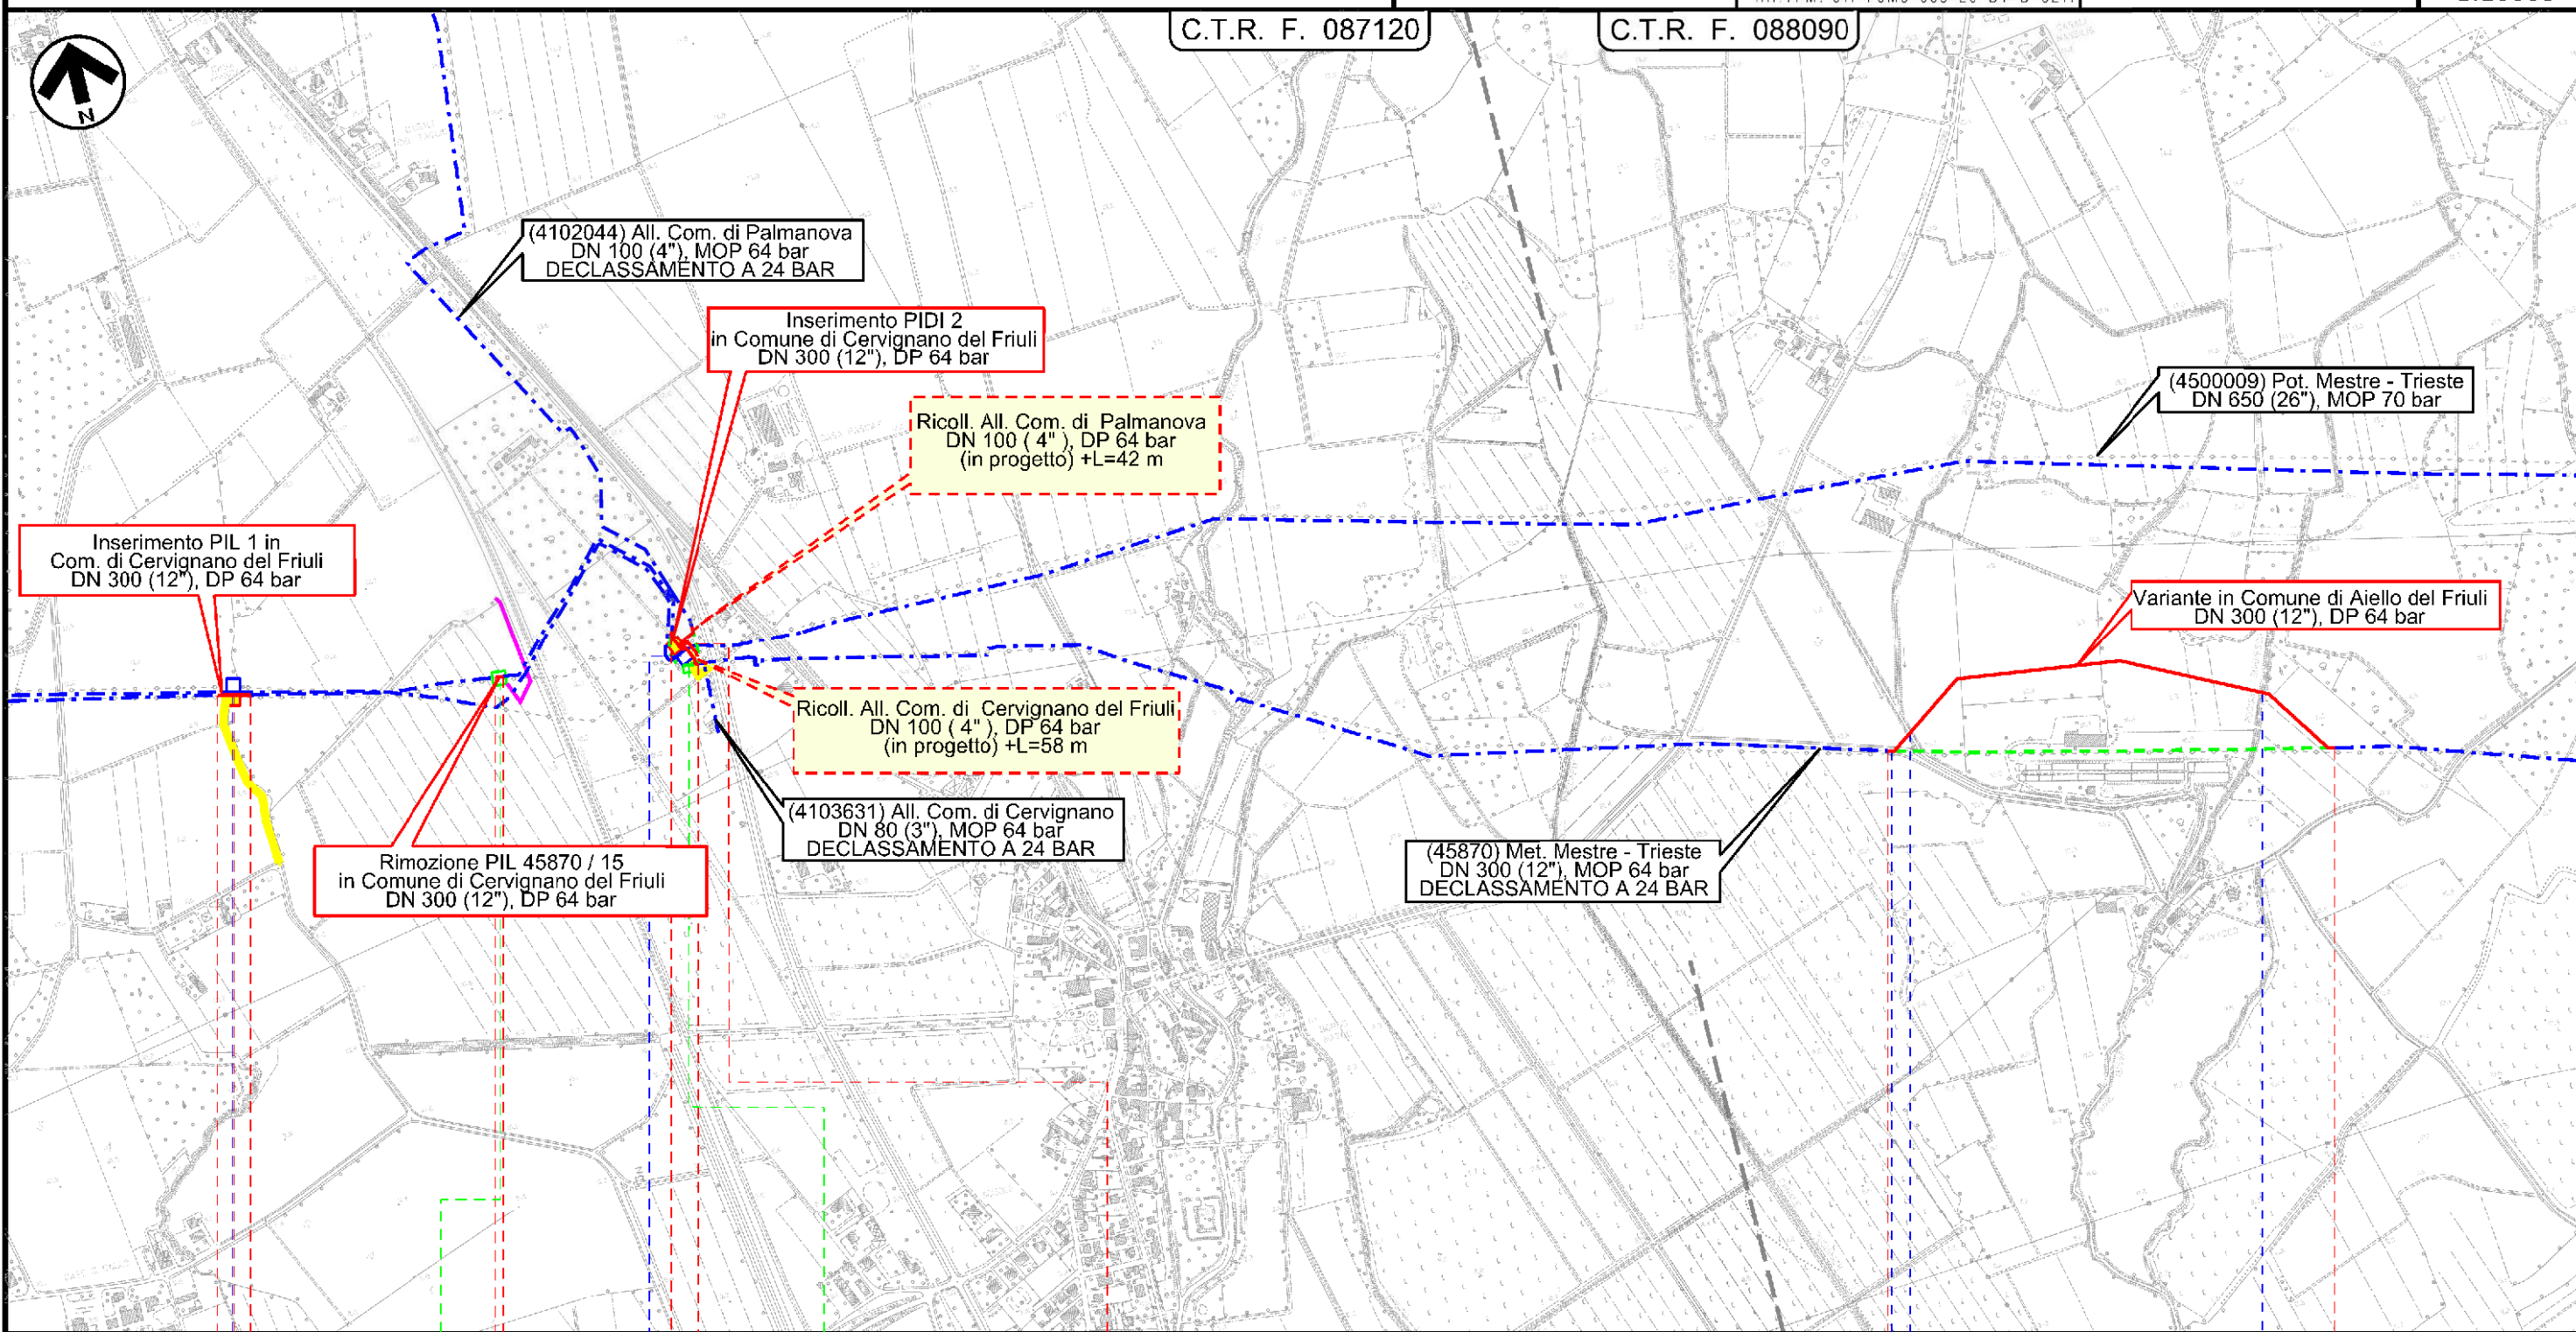 C.T.R. F. 087120
C.T.R. F. 088090
N
(4102044) All. Com. di Palmanova
DN 100 (4"), MOP 64 bar
DECLASSAMENTO A 24 BAR
Inserimento PIDI 2
in Comune di Cervignano del Friuli
DN 300 (12"), DP 64 bar
(4500009) Pot. Mestre - Trieste
DN 650 (26"), MOP 70 bar
Ricoll. All. Com. di Palmanova
DN 100 ( 4" ), DP 64 bar
(in progetto) +L=42 m
Inserimento PIL 1 in
Com. di Cervignano del Friuli
DN 300 (12"), DP 64 bar
Variante in Comune di Aiello del Friuli
DN 300 (12"), DP 64 bar
Ricoll. All. Com. di Cervignano del Friuli
DN 100 ( 4" ), DP 64 bar
(in progetto) +L=58 m
(4103631) All. Com. di Cervignano
DN 80 (3"), MOP 64 bar
DECLASSAMENTO A 24 BAR
Rimozione PIL 45870 / 15
in Comune di Cervignano del Friuli
DN 300 (12"), DP 64 bar
(45870) Met. Mestre - Trieste
DN 300 (12"), MOP 64 bar
DECLASSAMENTO A 24 BAR